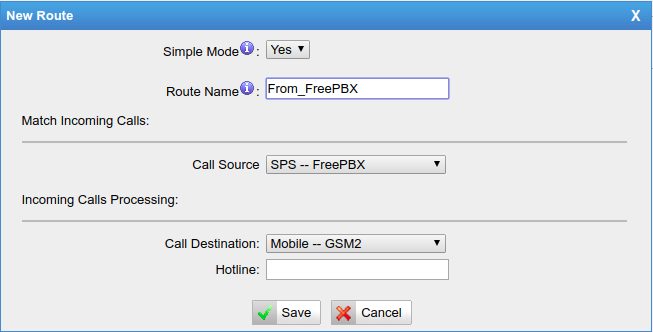 New Route X
Simple Mode i : Yes
Route Name i : From_FreePBX
Match Incoming Calls:
Call Source SPS -- FreePBX
Incoming Calls Processing:
Call Destination: Mobile -- GSM2
Hotline:
Save Cancel